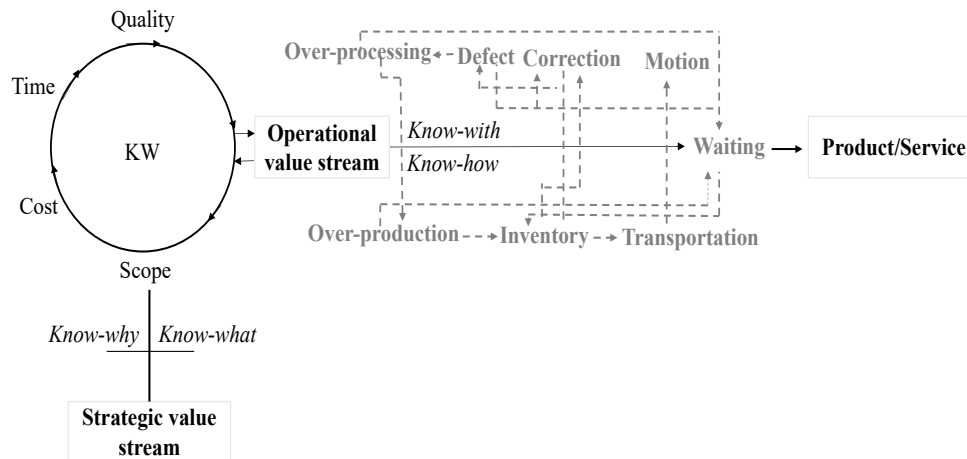 Quality
Over-processing
Defect
Correction
Motion
Time
KW
Operational
value stream
Know-with
Know-how
Waiting
Product/Service
Cost
Over-production
Inventory
Transportation
Scope
Know-why
Know-what
Strategic value
stream